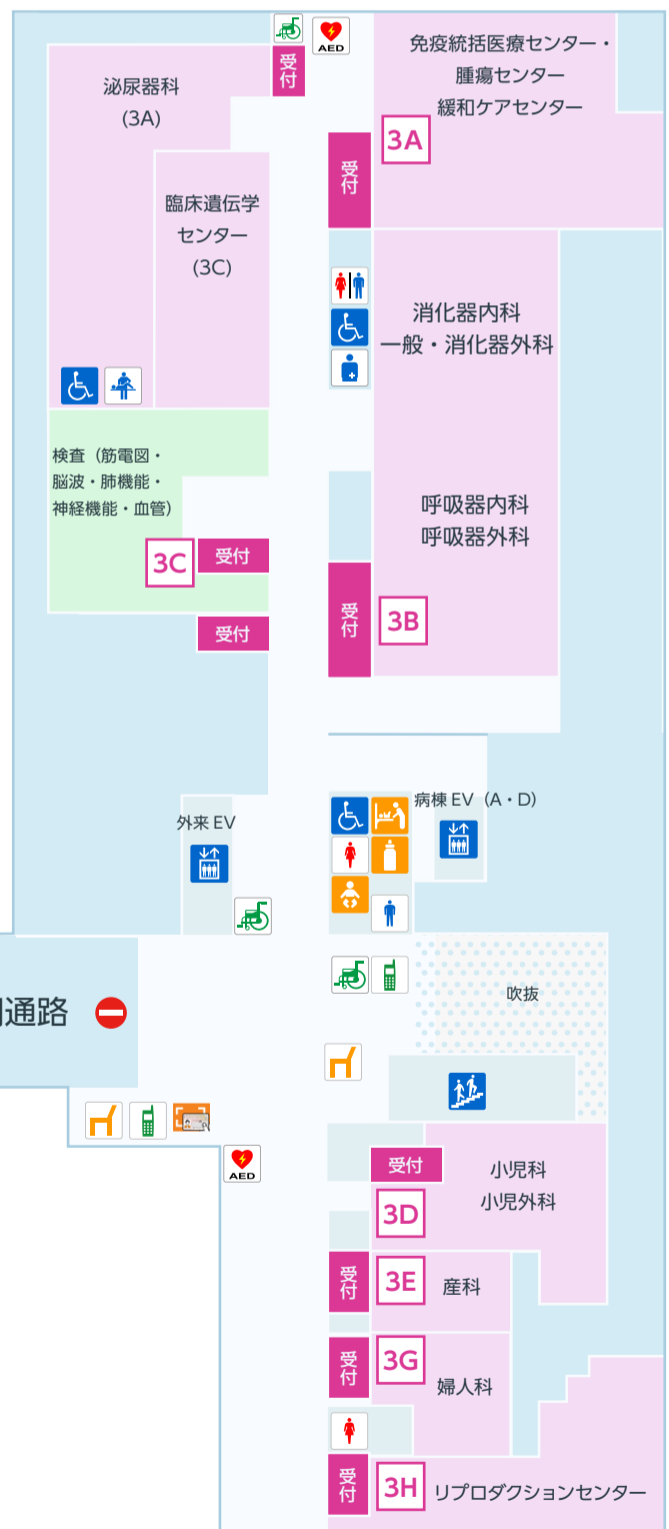 AED
受付
泌尿器科
(3A)
免疫統括医療センター・
腫瘍センター
緩和ケアセンター
受付
3A
臨床遺伝学
センター
(3C)
消化器内科
一般・消化器外科
検査（筋電図・
脳波・肺機能・
神経機能・血管）
呼吸器内科
呼吸器外科
3C
受付
受付
受付
3B
外来 EV
病棟 EV（A・D）
通路
吹抜
AED
受付
小児科
小児外科
3D
受付
3E
産科
受付
3G
婦人科
受付
3H
リプロダクションセンター